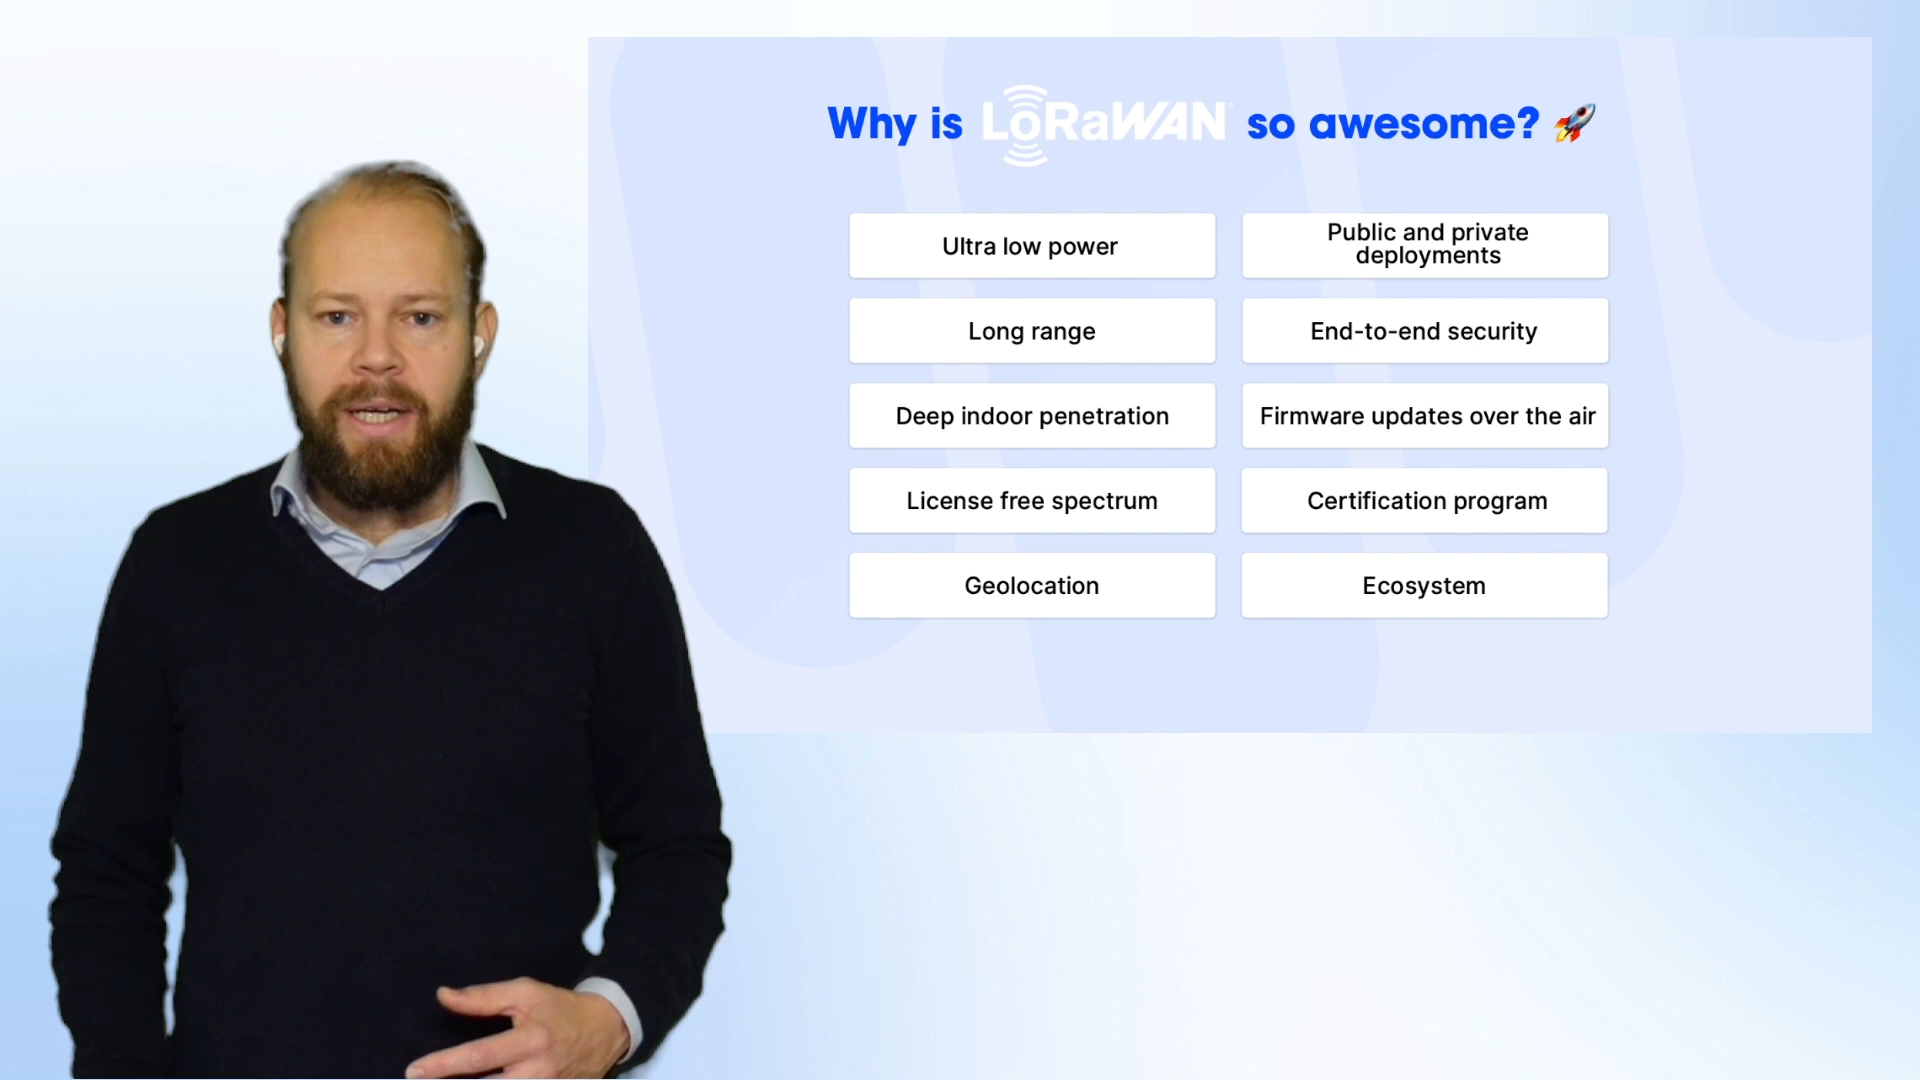 Why is LoRaWAN® so awesome? 🚀
Ultra low power
Public and private
deployments
Long range
End-to-end security
Deep indoor penetration
Firmware updates over the air
License free spectrum
Certification program
Geolocation
Ecosystem